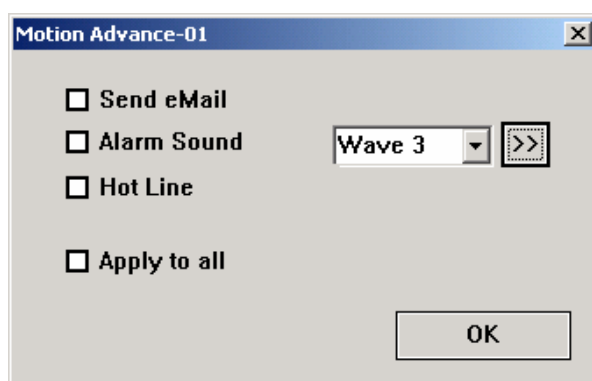 Motion Advance-01
Send eMail
Alarm Sound
Wave 3
>>
Hot Line
Apply to all
OK